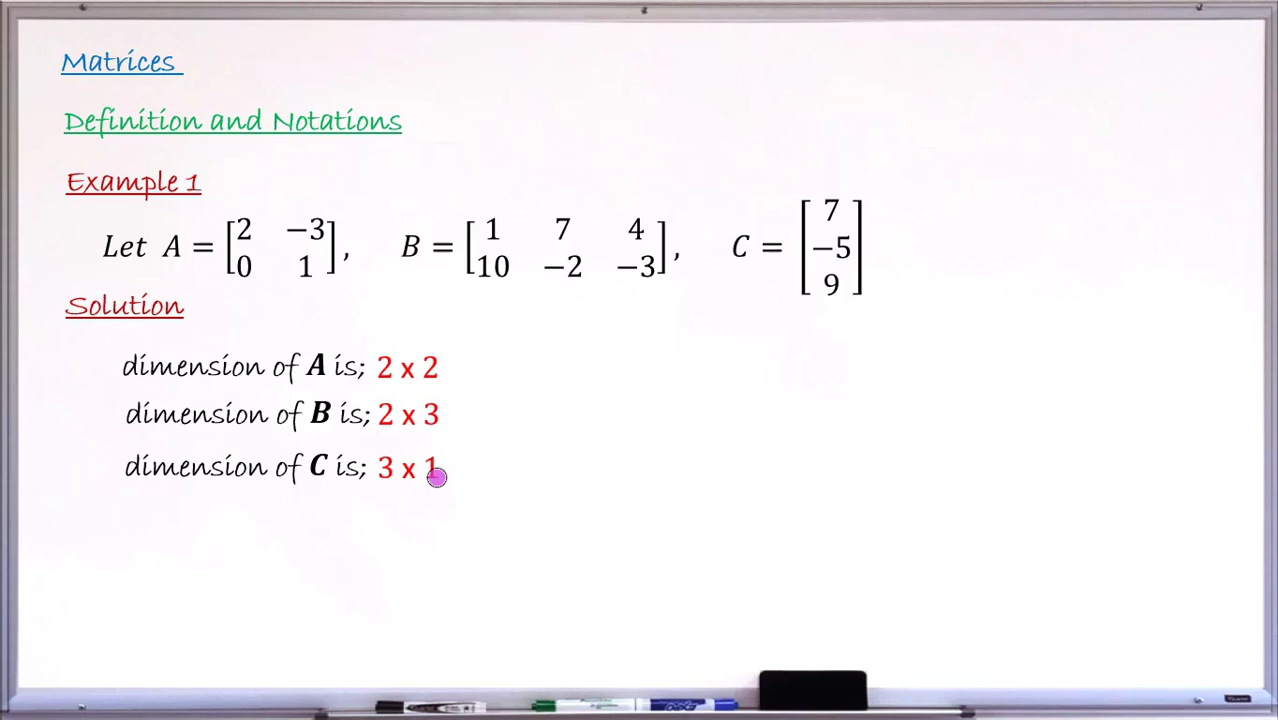 Matrices
Definition and Notations
Example 1
Let A = [2 −3; 0 1], B = [1 7 4; 10 −2 −3], C = [7; −5; 9]
Solution
dimension of A is; 2 x 2
dimension of B is; 2 x 3
dimension of C is; 3 x 1